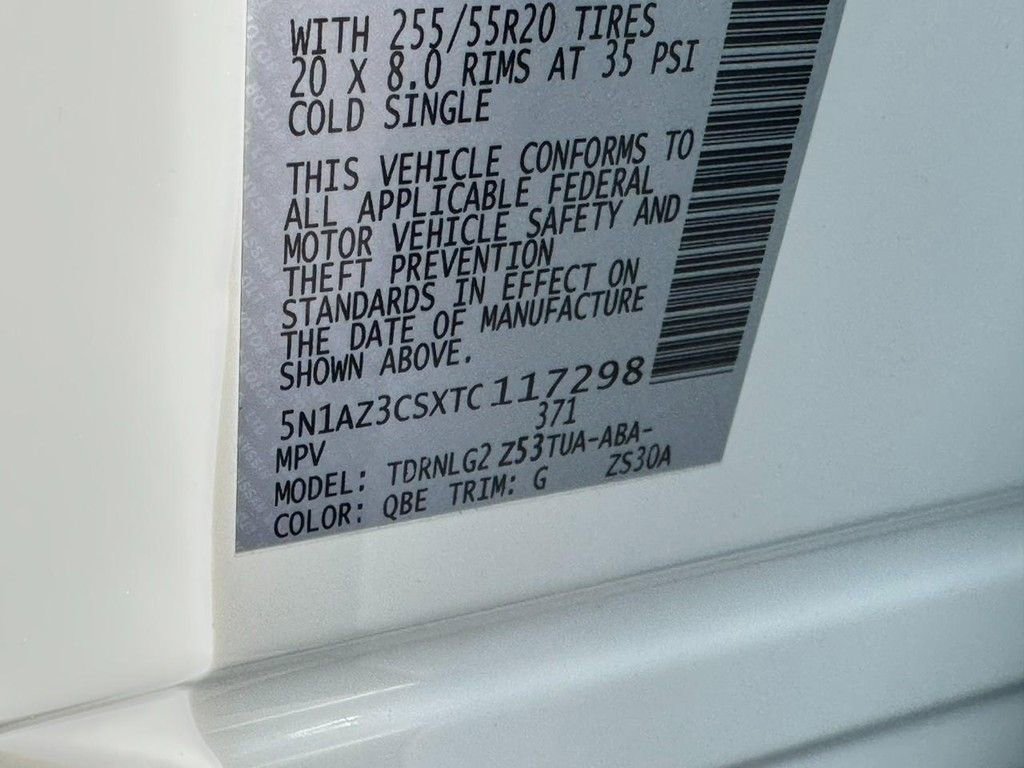 WITH 255/55R20 TIRES
20 X 8.0 RIMS AT 35 PSI
COLD SINGLE
THIS VEHICLE CONFORMS TO
ALL APPLICABLE FEDERAL
MOTOR VEHICLE SAFETY AND
THEFT PREVENTION
STANDARDS IN EFFECT ON
THE DATE OF MANUFACTURE
SHOWN ABOVE.
5N1AZ3CSXTC117298
MPV 371
MODEL: TDRNLG2 Z53TUA-ABA-
COLOR: QBE TRIM: G ZS30A